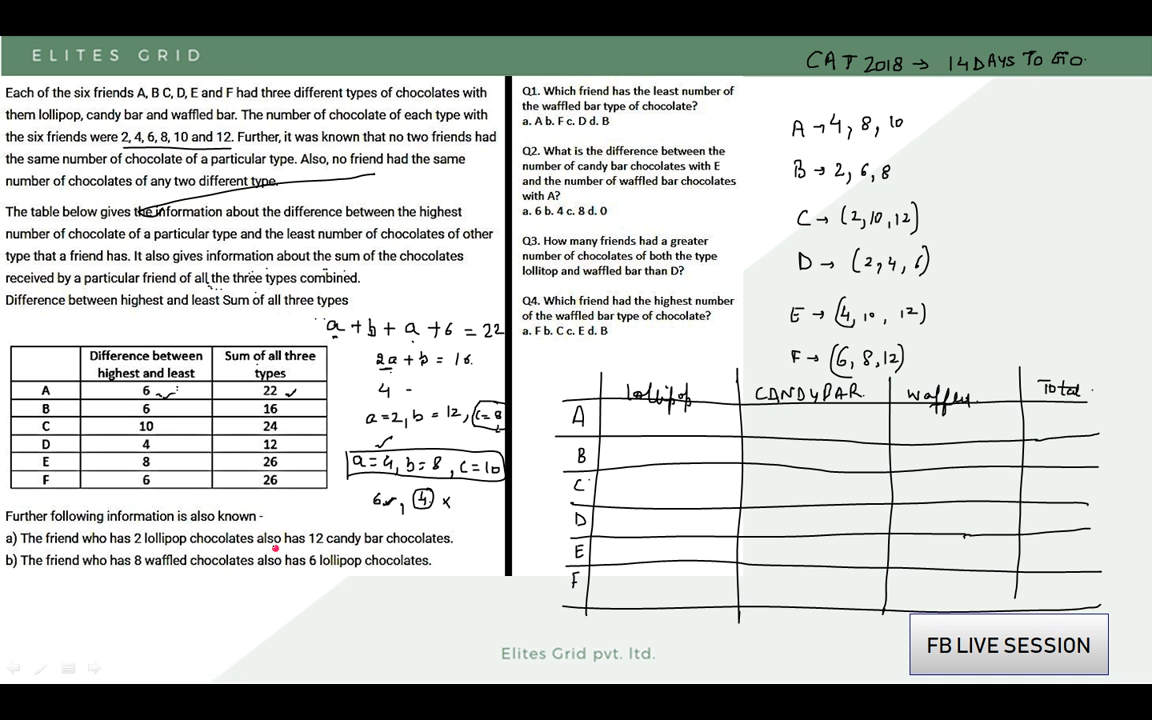 ELITES GRID
CAT 2018 → 14 DAYS TO GO.
Each of the six friends A, B C, D, E and F had three different types of chocolates with
them lollipop, candy bar and waffled bar. The number of chocolate of each type with
the six friends were 2, 4, 6, 8, 10 and 12. Further, it was known that no two friends had
the same number of chocolate of a particular type. Also, no friend had the same
number of chocolates of any two different type.
The table below gives the information about the difference between the highest
number of chocolate of a particular type and the least number of chocolates of other
type that a friend has. It also gives information about the sum of the chocolates
received by a particular friend of all the three types combined.
Difference between highest and least Sum of all three types
Difference between highest and least Sum of all three types
A 6 22
B 6 16
C 10 24
D 4 12
E 8 26
F 6 26
Further following information is also known -
a) The friend who has 2 lollipop chocolates also has 12 candy bar chocolates.
b) The friend who has 8 waffled chocolates also has 6 lollipop chocolates.
a + b + a + 6 = 22
2a + b = 16
4 -
a = 2, b = 12, c = 8
a = 4, b = 8, c = 10
6, 4 x
Q1. Which friend has the least number of
the waffled bar type of chocolate?
a. A b. F c. D d. B
Q2. What is the difference between the
number of candy bar chocolates with E
and the number of waffled bar chocolates
with A?
a. 6 b. 4 c. 8 d. 0
Q3. How many friends had a greater
number of chocolates of both the type
lollitop and waffled bar than D?
Q4. Which friend had the highest number
of the waffled bar type of chocolate?
a. F b. C c. E d. B
A → 4, 8, 10
B → 2, 6, 8
C → (2, 10, 12)
D → (2, 4, 6)
E → (4, 10, 12)
F → (6, 8, 12)
lollipop CANDYBAR Total
A
B
C
D
E
F
Elites Grid pvt. ltd.
FB LIVE SESSION